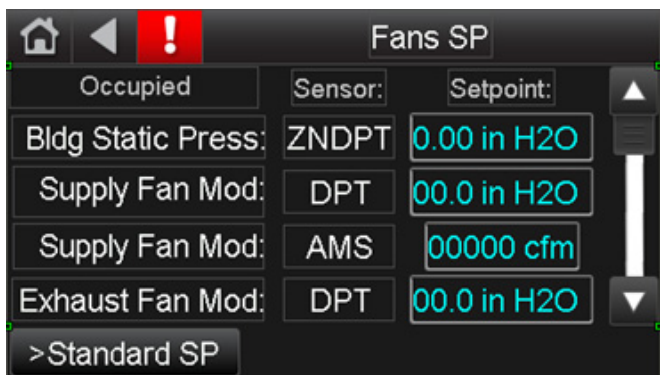 ! Fans SP
Occupied Sensor: Setpoint:
Bldg Static Press: ZNDPT 0.00 in H2O
Supply Fan Mod: DPT 00.0 in H2O
Supply Fan Mod: AMS 00000 cfm
Exhaust Fan Mod: DPT 00.0 in H2O
>Standard SP